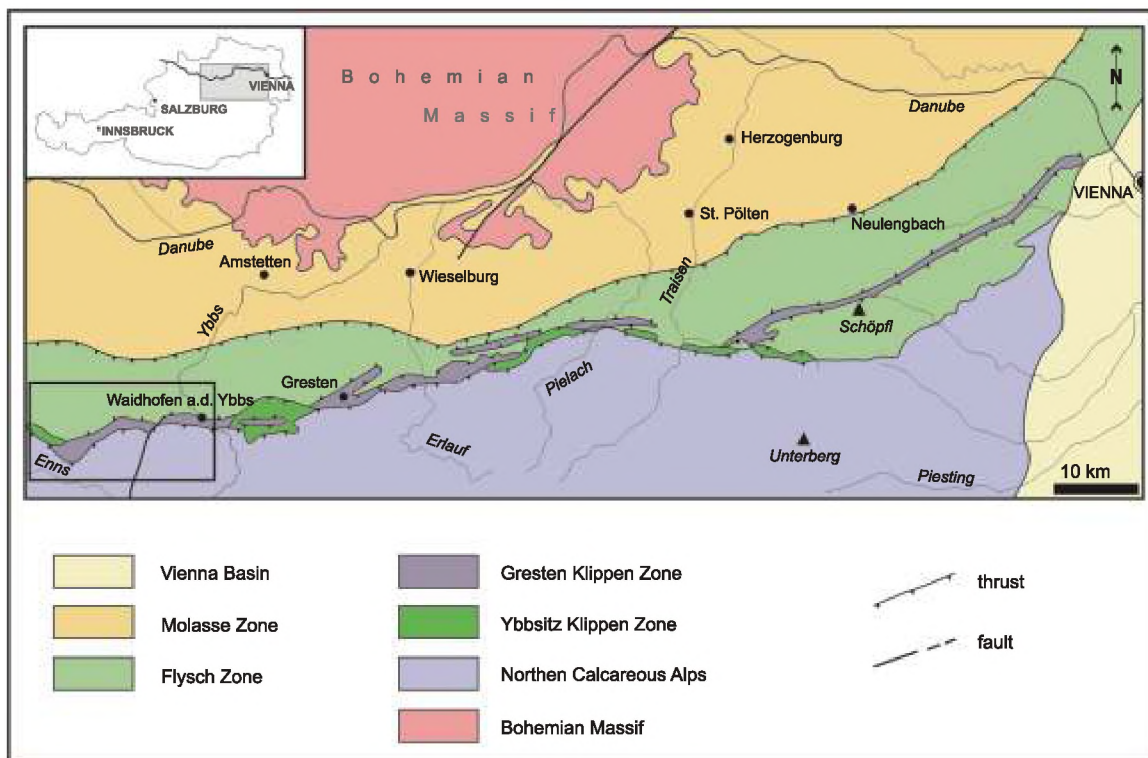 VIENNA
SALZBURG
INNSBRUCK
Bohemian
Massif
N
Danube
Herzogenburg
VIENNA
St. Pölten
Neulengbach
Danube
Amstetten
Wieselburg
Traisen
Ybbs
Schöpfl
Gresten
Pielach
Waidhofen a.d. Ybbs
Erlauf
Unterberg
Enns
Piesting
10 km
Vienna Basin
Molasse Zone
Flysch Zone
Gresten Klippen Zone
Ybbsitz Klippen Zone
Northen Calcareous Alps
Bohemian Massif
thrust
fault